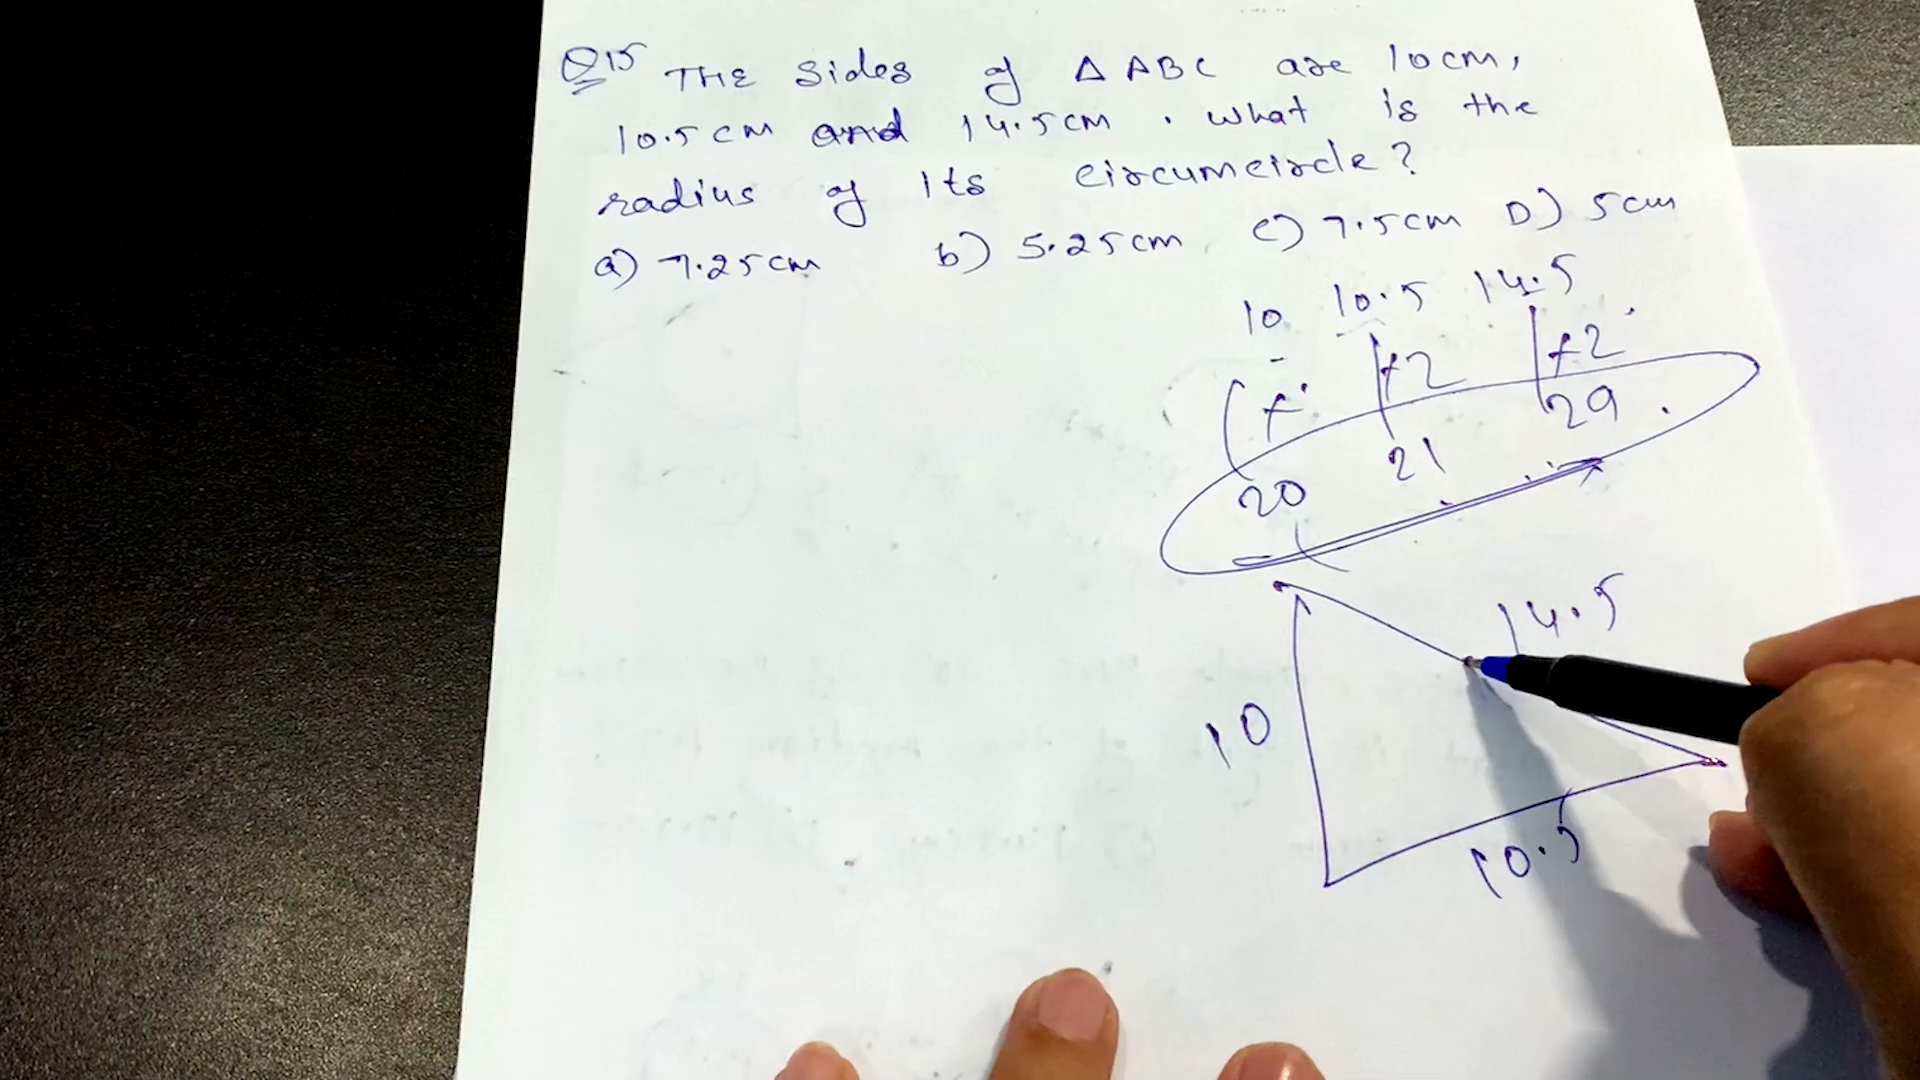 Q15 THE sides of Δ ABC are 10cm,
10.5cm and 14.5cm. what is the
radius of its circumcircle?
a) 7.25cm b) 5.25cm c) 7.5cm D) 5cm
10 10.5 14.5
×2 ×2
20 21 29
14.5
10
10.5